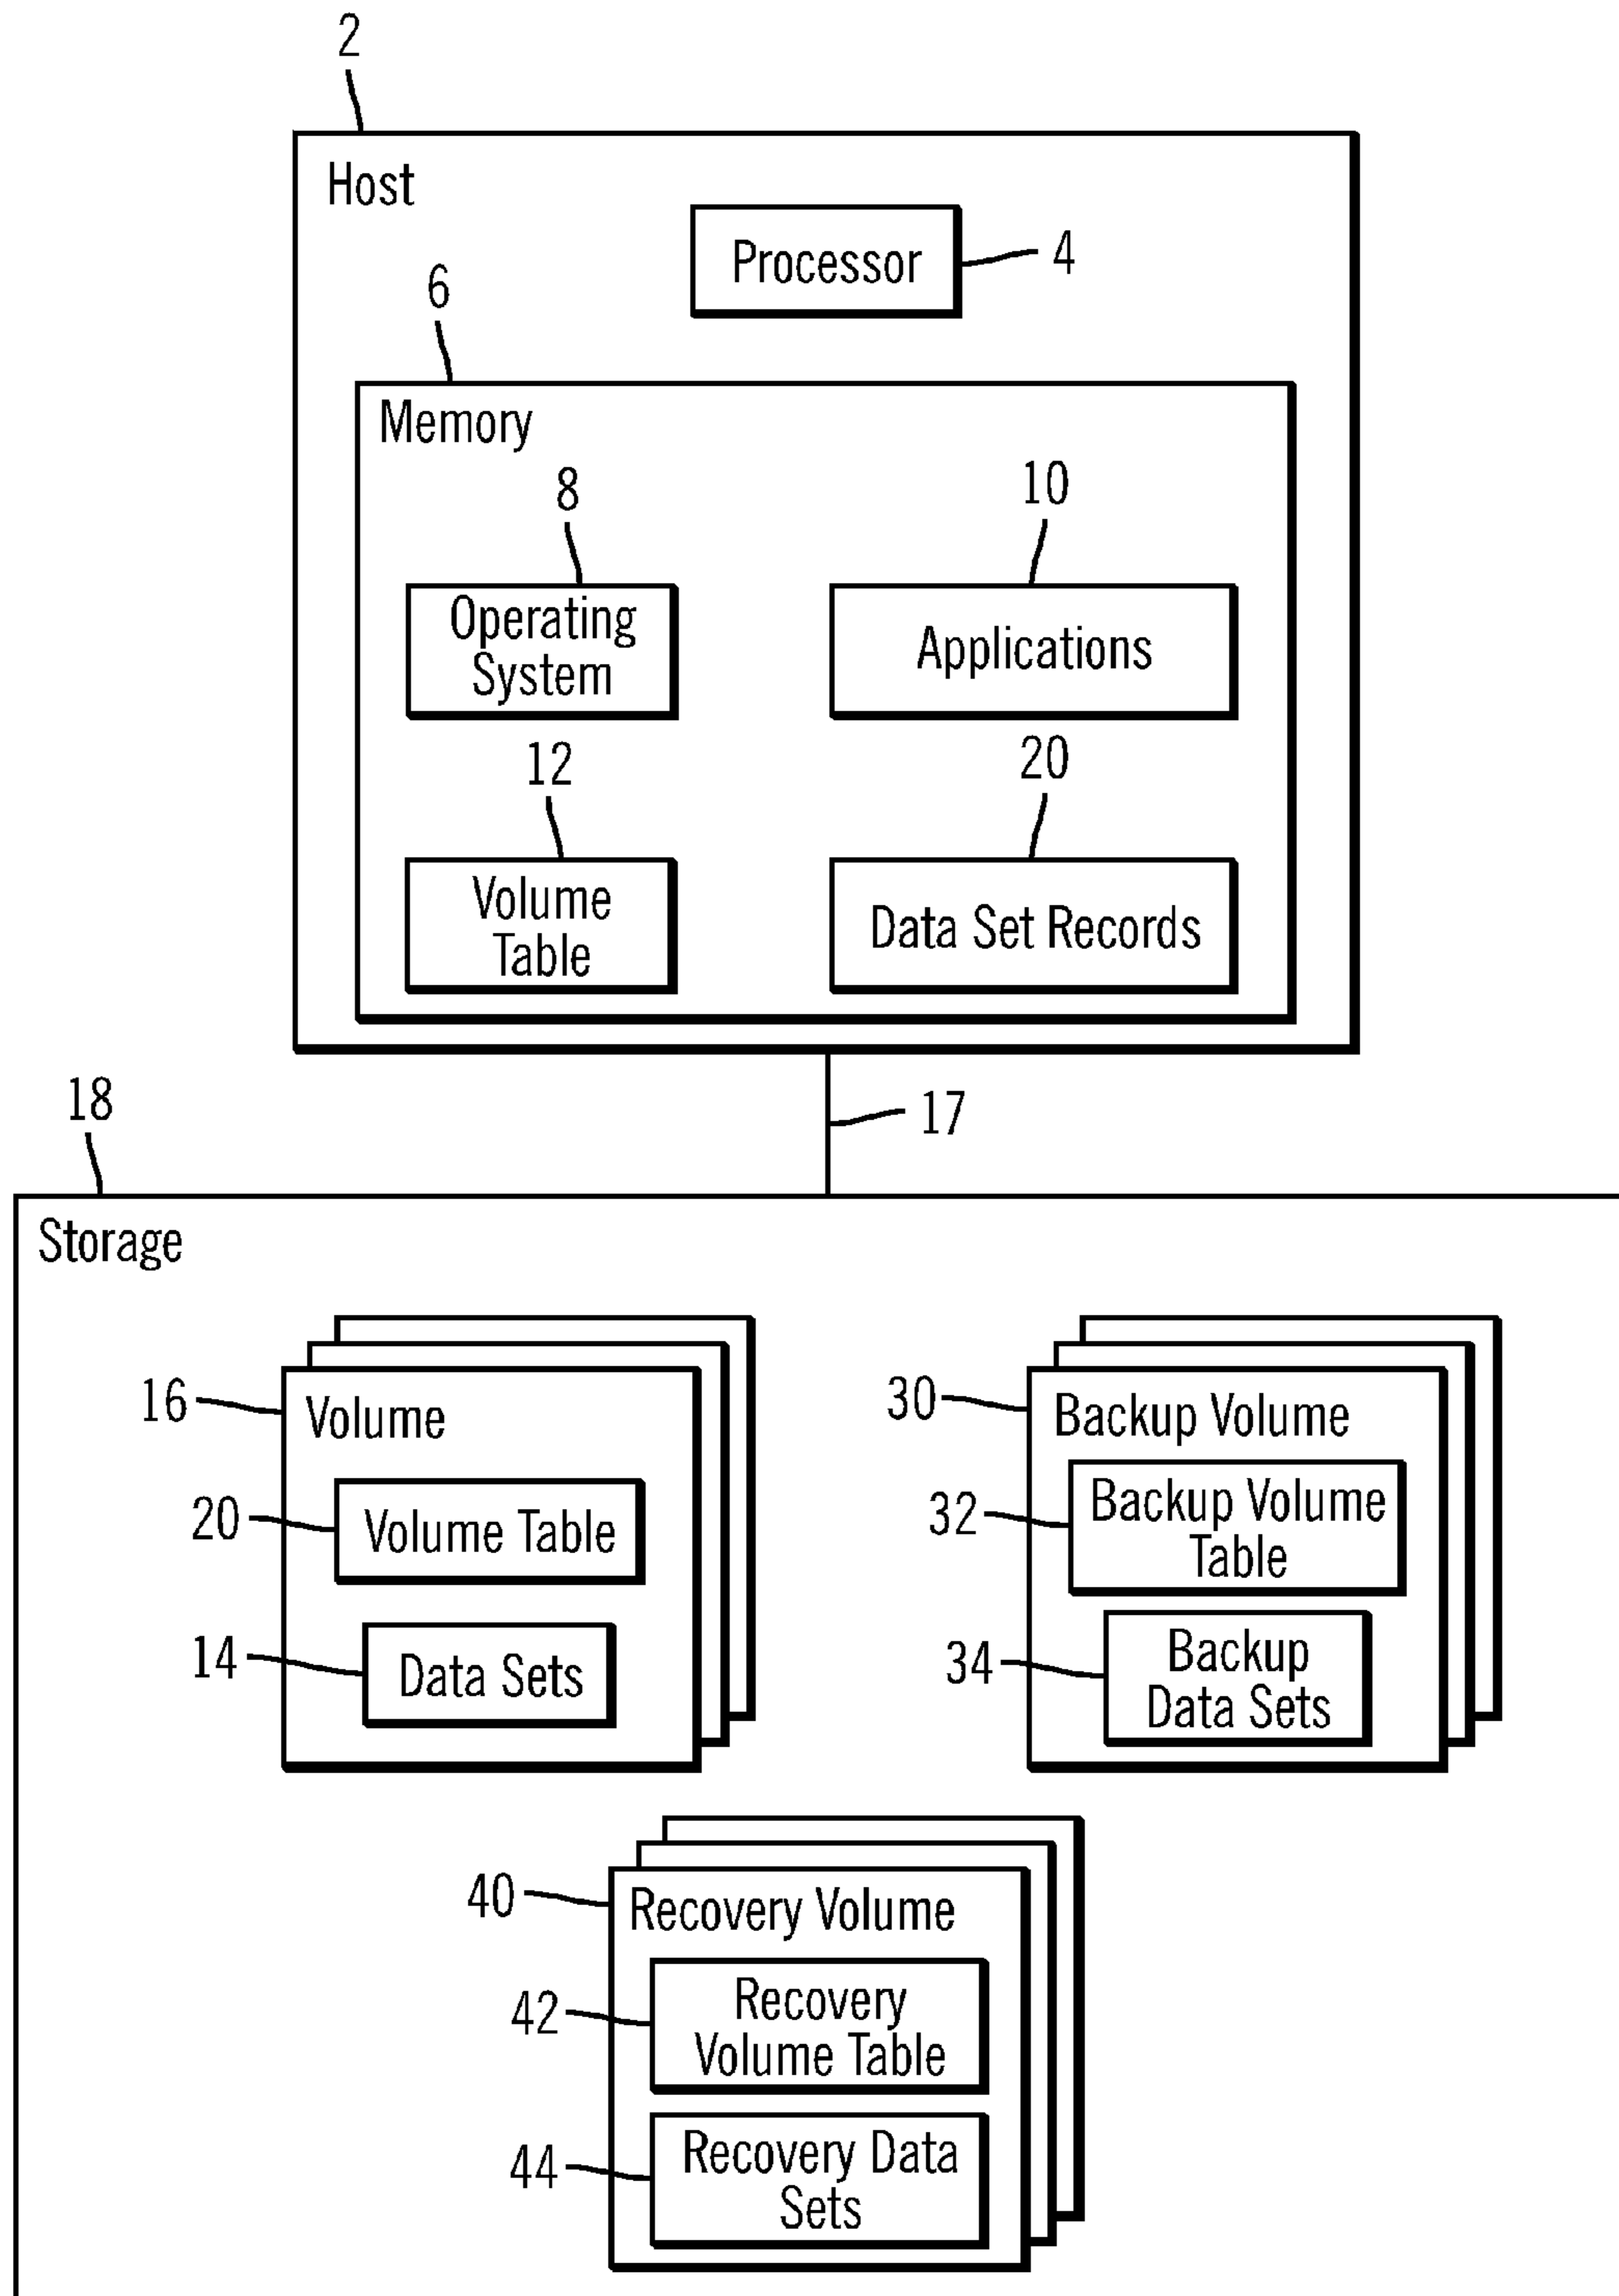 2
Host
Processor
4
6
Memory
8
10
Operating
System
Applications
12
20
Volume
Table
Data Set Records
18
17
Storage
16
Volume
20
Volume Table
14
Data Sets
30
Backup Volume
32
Backup Volume
Table
34
Backup
Data Sets
40
Recovery Volume
42
Recovery
Volume Table
44
Recovery Data
Sets